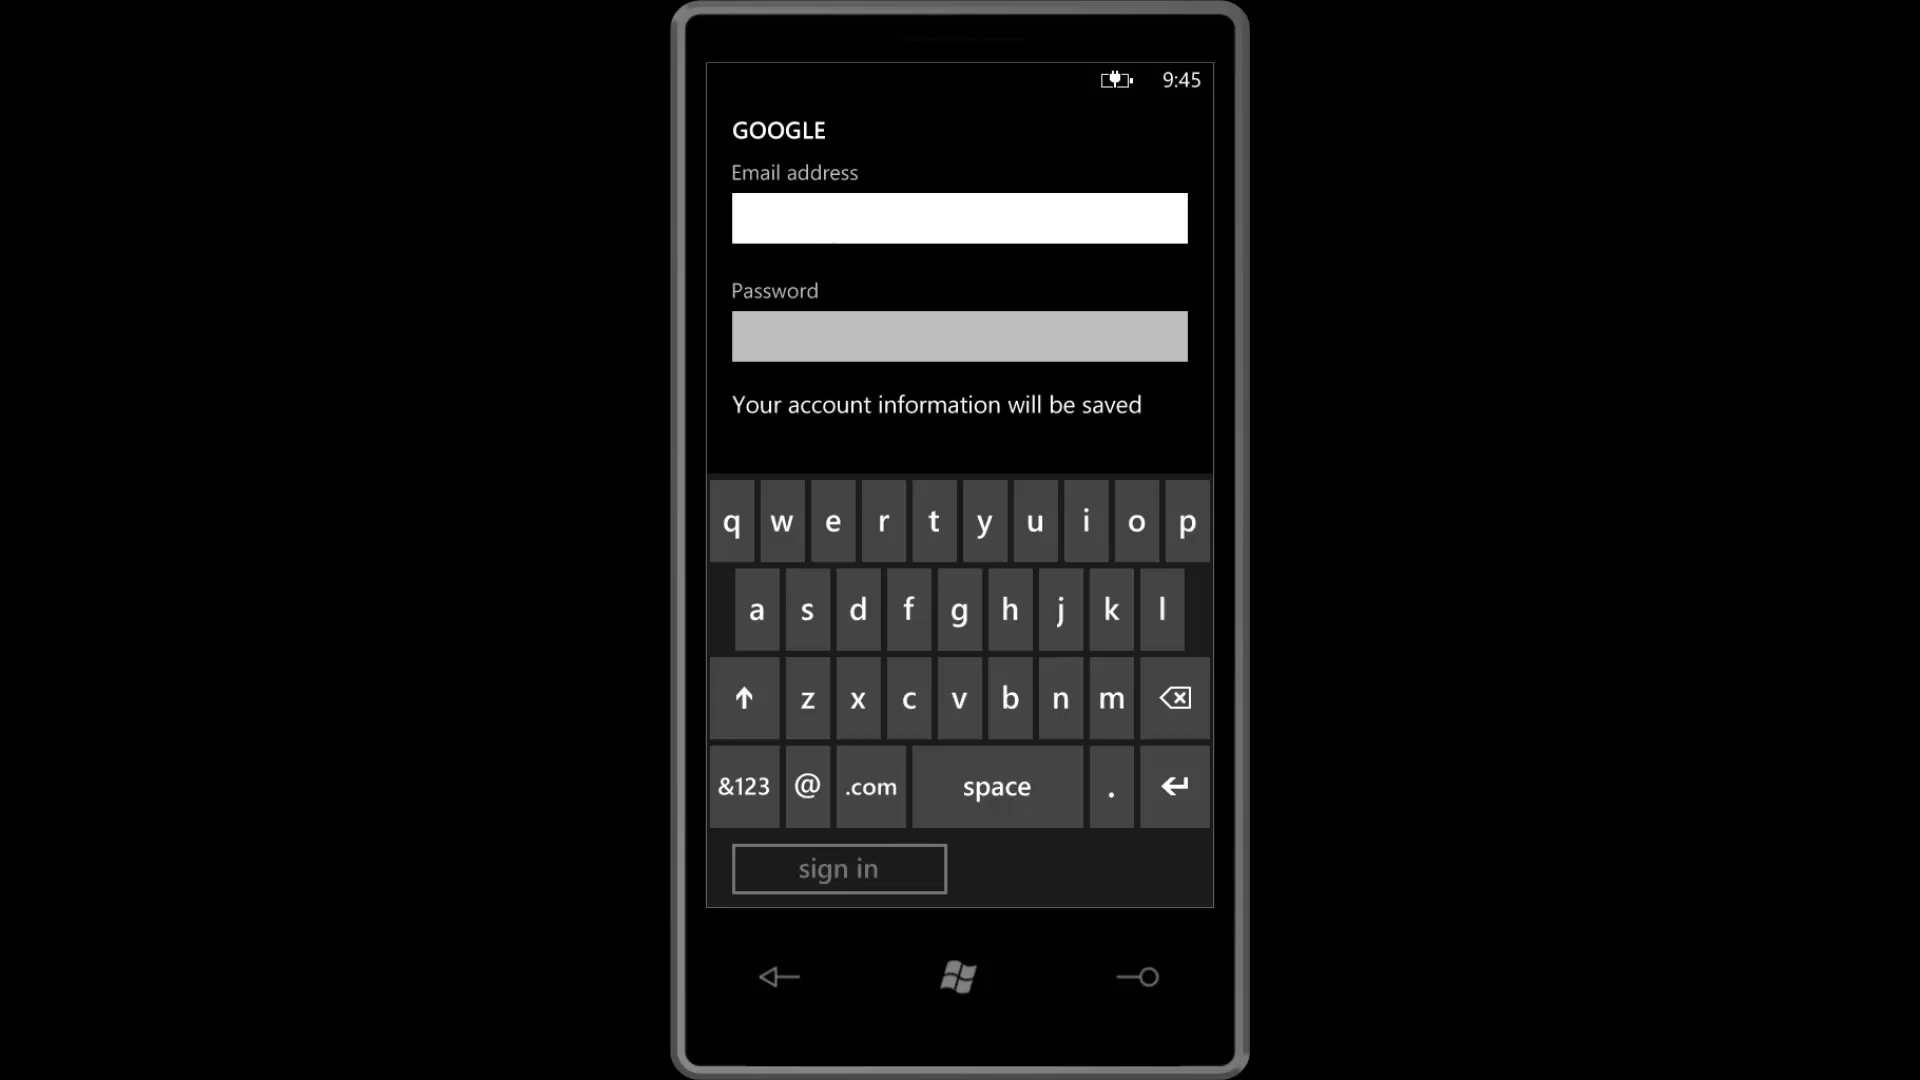 9:45
GOOGLE
Email address
Password
Your account information will be saved
q w e r t y u i o p
a s d f g h j k l
z x c v b n m
&123 @ .com space .
sign in